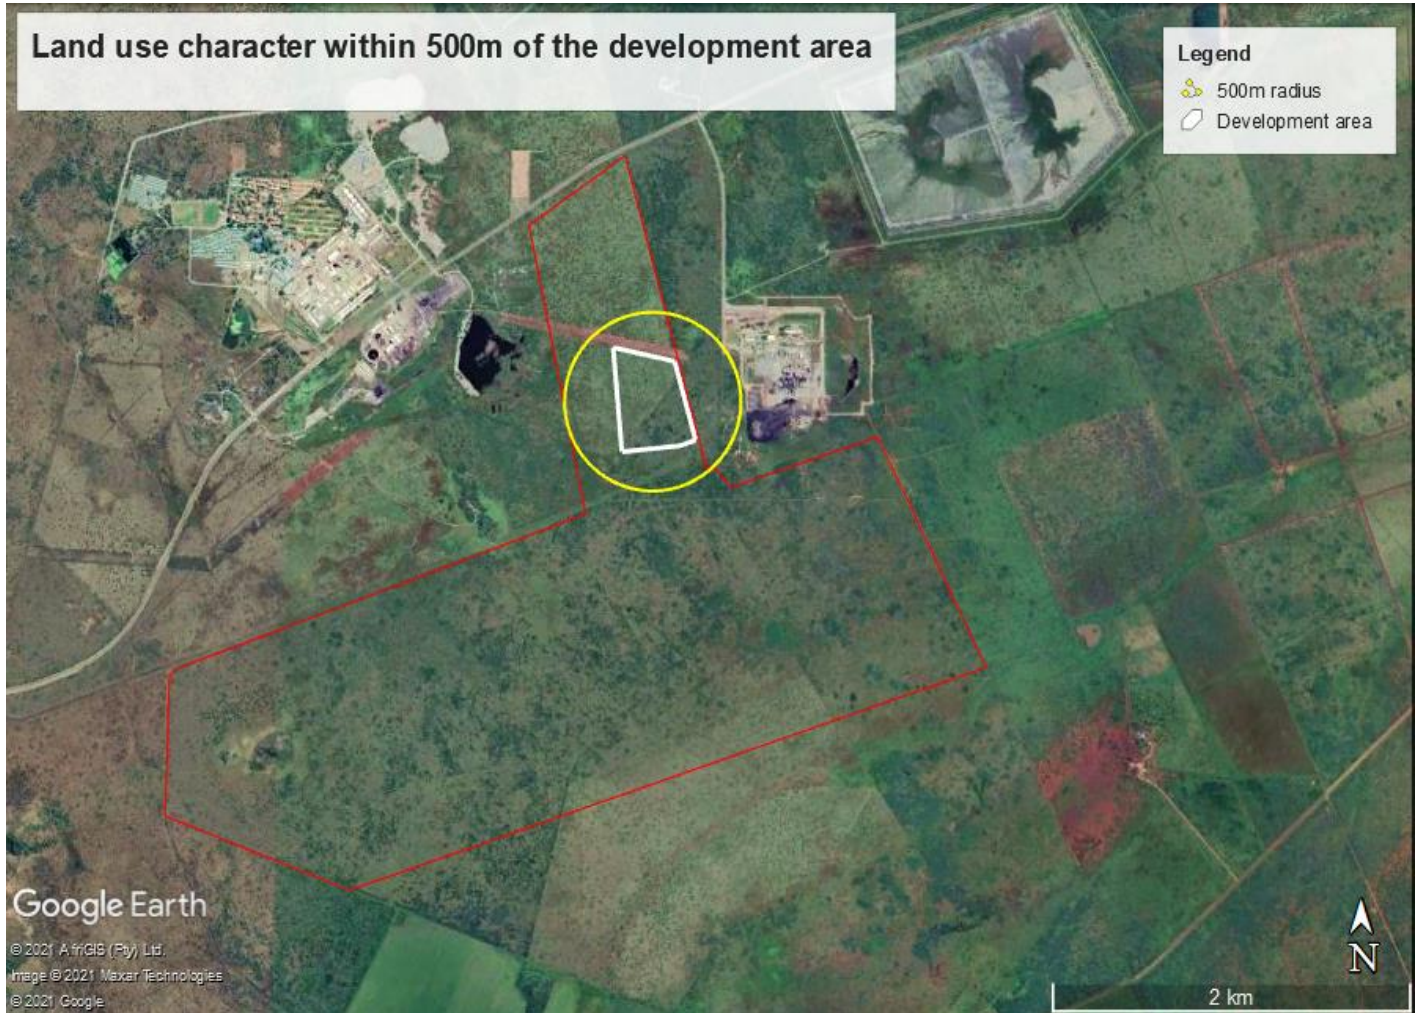 Land use character within 500m of the development area
Legend
500m radius
Development area
Google Earth
© 2021 AfriGIS (Pty) Ltd.
Image © 2021 Maxar Technologies
© 2021 Google
N
2 km